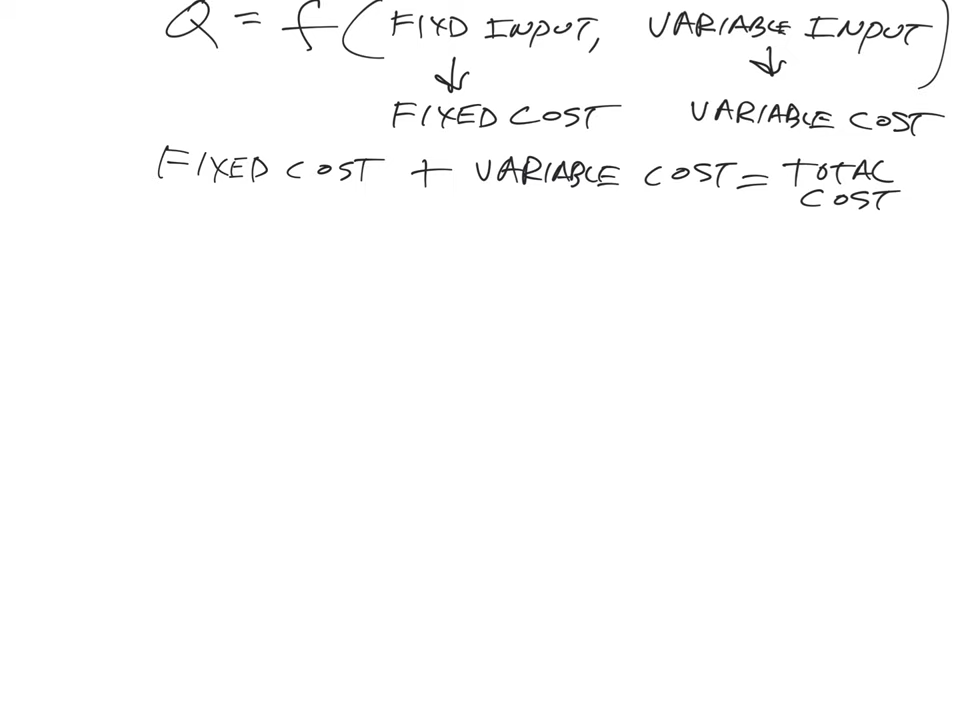 Q = f(FIXD INPUT, VARIABLE INPUT)
↓ ↓
FIXED COST VARIABLE COST
FIXED COST + VARIABLE COST = TOTAL
COST